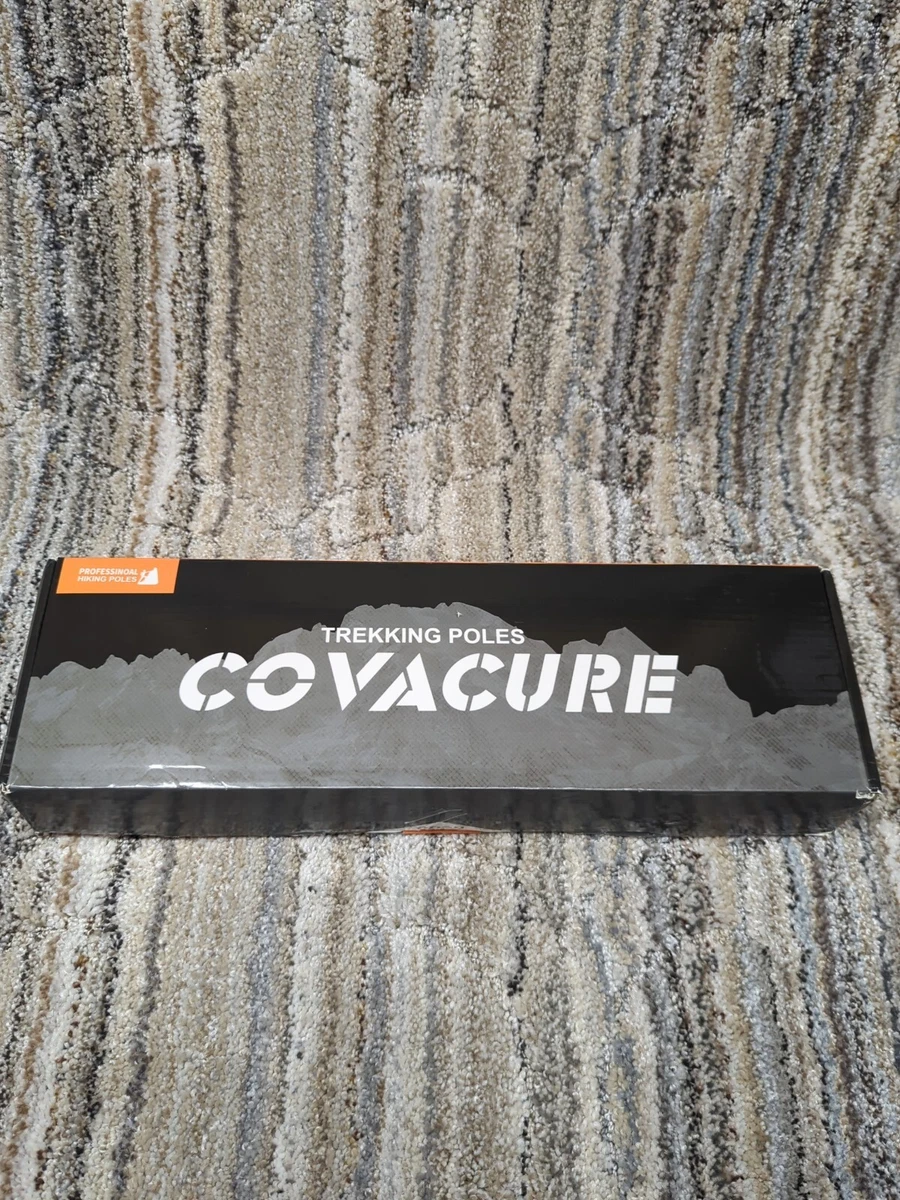 PROFESSINOAL
HIKING POLES
TREKKING POLES
COVACURE